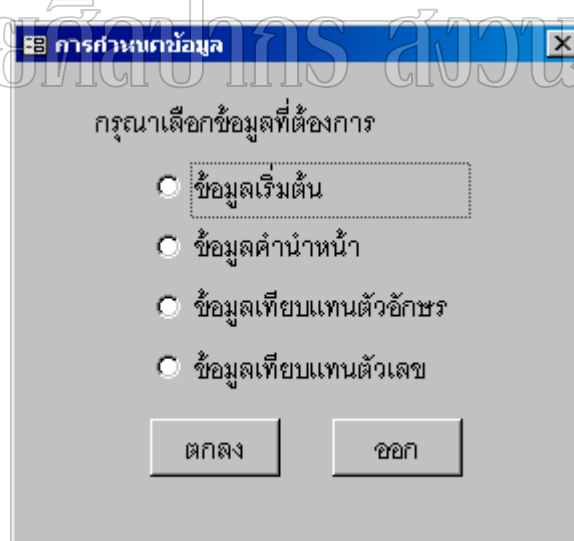 การกำหนดข้อมูล
กรุณาเลือกข้อมูลที่ต้องการ
ข้อมูลเริ่มต้น
ข้อมูลคำนำหน้า
ข้อมูลเทียบแทนตัวอักษร
ข้อมูลเทียบแทนตัวเลข
ตกลง ออก